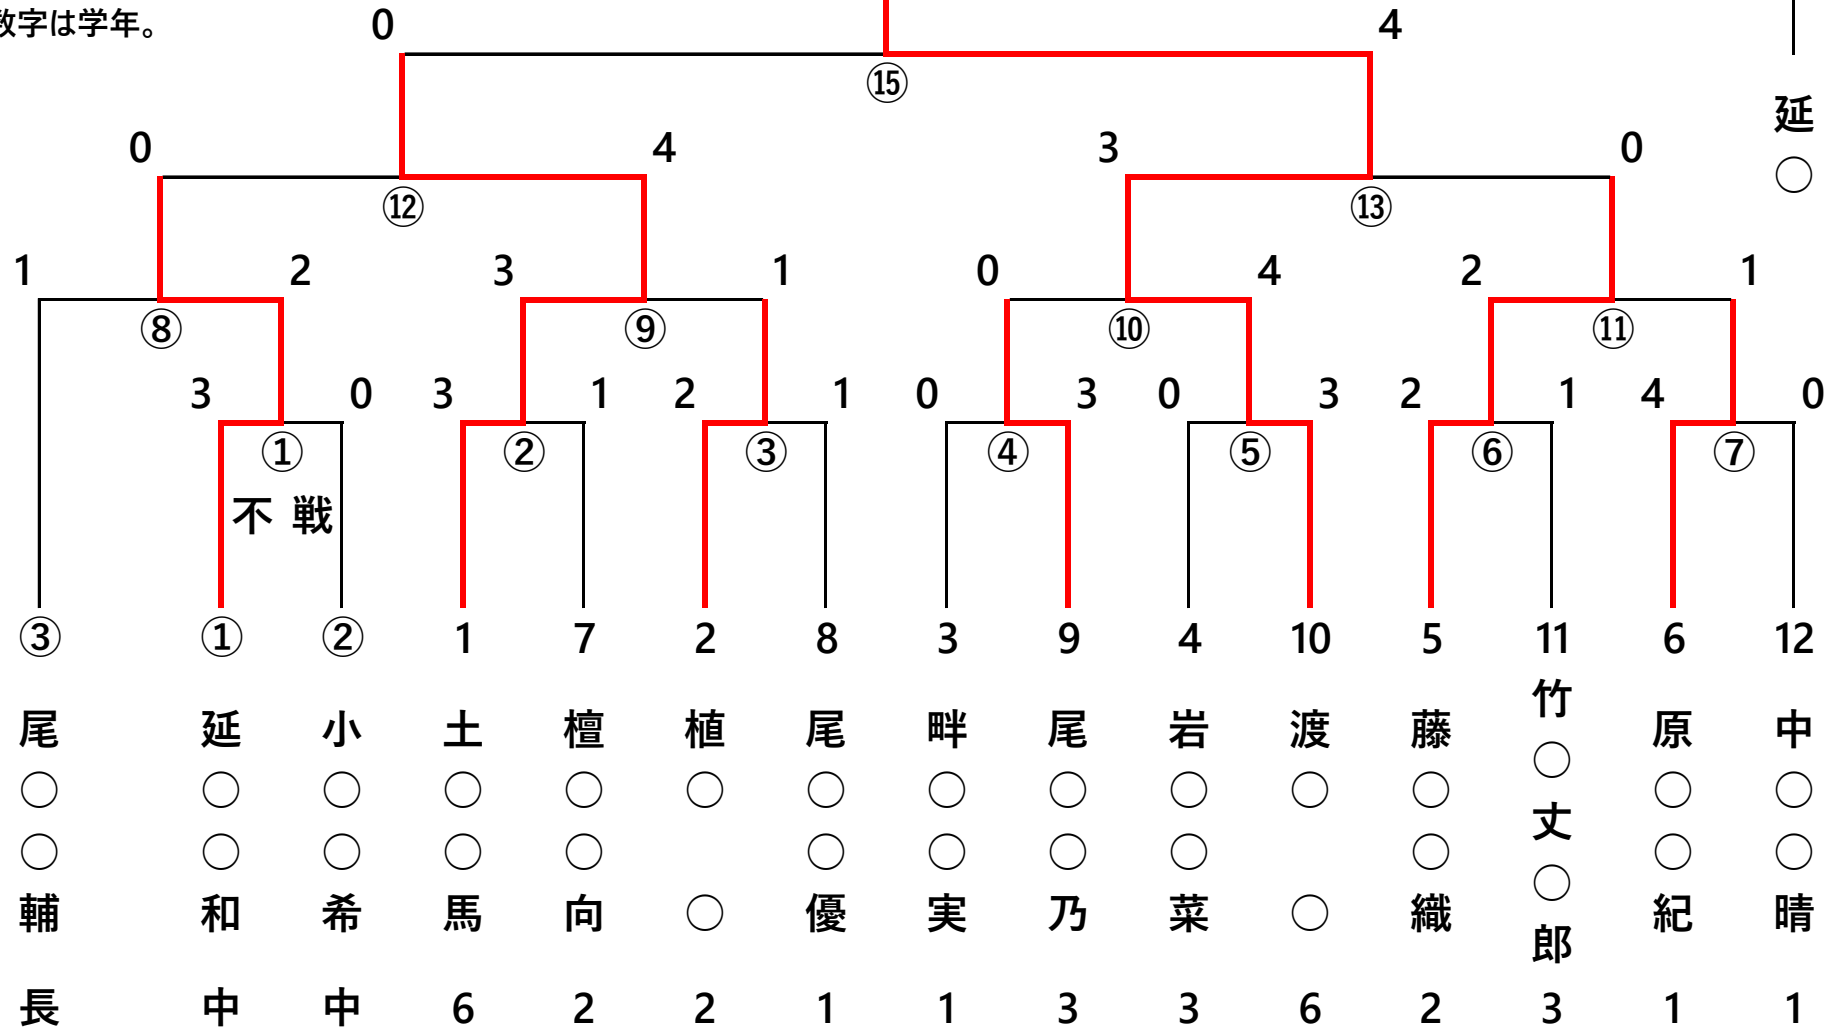 数字は学年。
0 4
⑮
延○
0 4 3 0
⑫ ⑬
1 2 3 1 0 4 2 1
⑧ ⑨ ⑩ ⑪
3 0 3 1 2 1 0 3 0 3 2 1 4 0
① ② ③ ④ ⑤ ⑥ ⑦
不戦
③ ① ② 1 7 2 8 3 9 4 10 5 11 6 12
尾○○輔
延○○和
小○○希
土○○馬
檀○○向
植○○
尾○○優
畔○○実
尾○○乃
岩○○菜
渡○○
藤○○織
竹○丈○郎
原○○紀
中○○晴
長 中 中 6 2 2 1 1 3 3 6 2 3 1 1